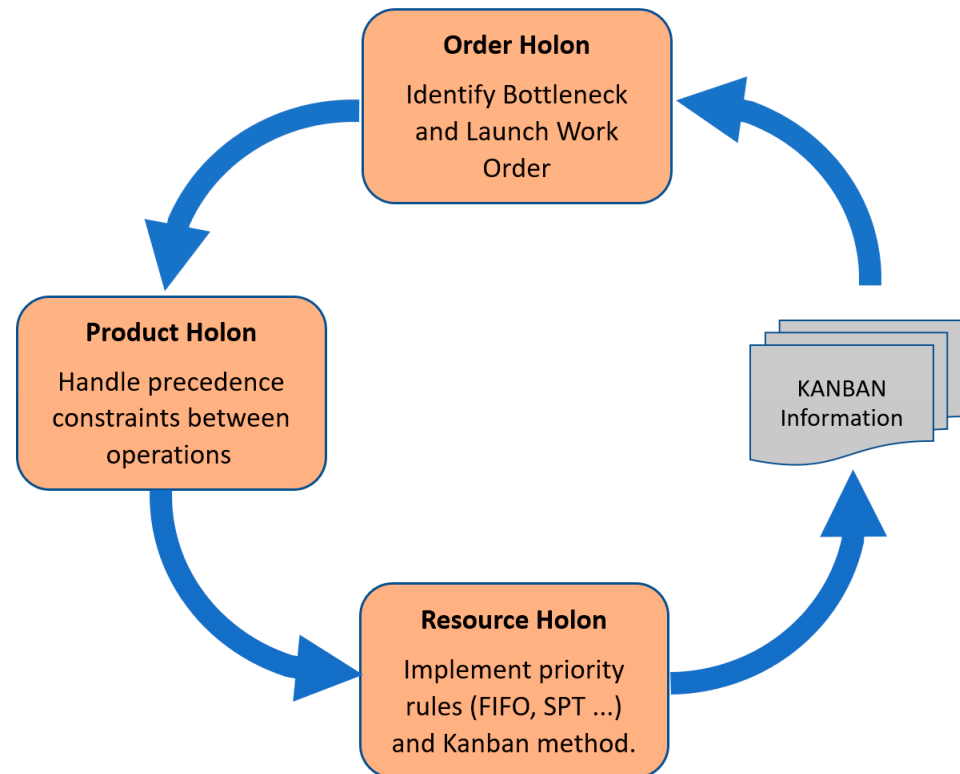 Order Holon
Identify Bottleneck
and Launch Work
Order
Product Holon
Handle precedence
constraints between
operations
KANBAN
Information
Resource Holon
Implement priority
rules (FIFO, SPT ...)
and Kanban method.